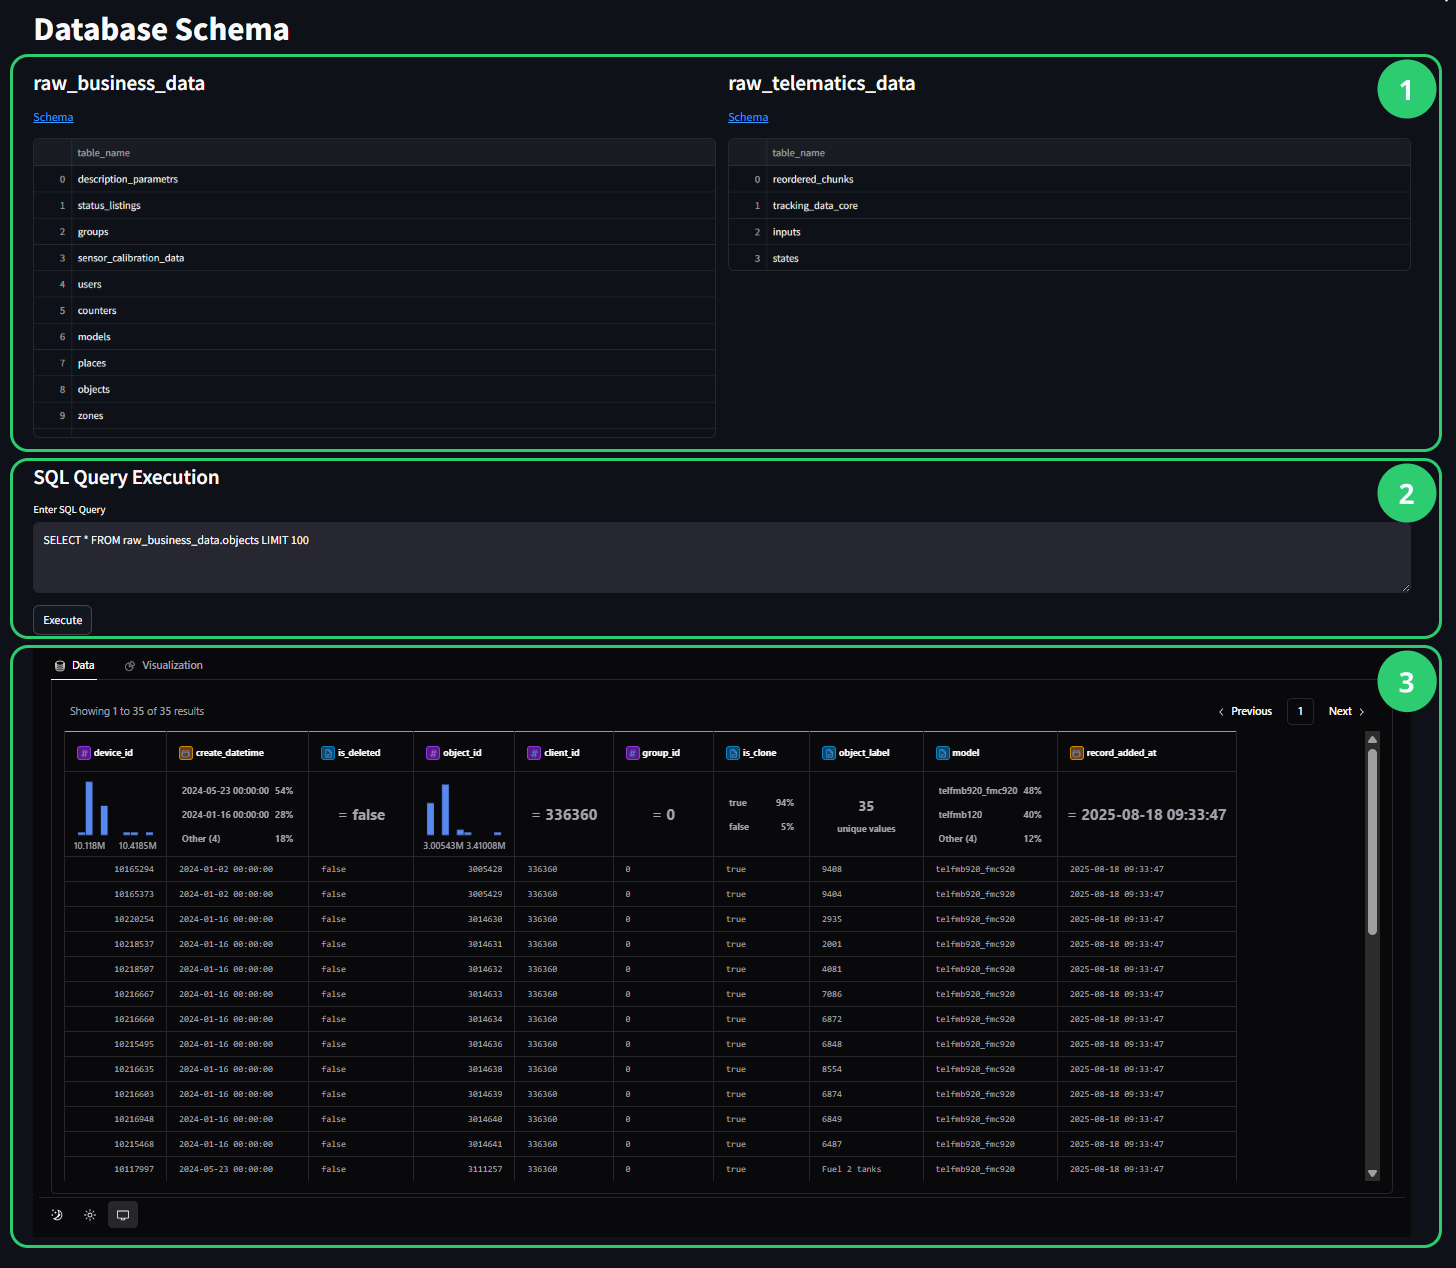 Database Schema
raw_business_data
Schema
table_name
0 description_parametrs
1 status_listings
2 groups
3 sensor_calibration_data
4 users
5 counters
6 models
7 places
8 objects
9 zones
raw_telematics_data
1
Schema
table_name
0 reordered_chunks
1 tracking_data_core
2 inputs
3 states
SQL Query Execution
2
Enter SQL Query
SELECT * FROM raw_business_data.objects LIMIT 100
Execute
Data Visualization
3
Showing 1 to 35 of 35 results
Previous 1 Next
# device_id create_datetime is_deleted # object_id # client_id # group_id is_clone object_label model record_added_at
2024-05-23 00:00:00 54%
2024-01-16 00:00:00 28%
Other (4) 18%
10.118M 10.4185M
= false
3.00543M 3.41008M
= 336360
= 0
true 94%
false 5%
35
unique values
telfmb920_fmc920 48%
telfmb120 40%
Other (4) 12%
= 2025-08-18 09:33:47
10165294 2024-01-02 00:00:00 false 3005428 336360 0 true 9408 telfmb920_fmc920 2025-08-18 09:33:47
10165373 2024-01-02 00:00:00 false 3005429 336360 0 true 9404 telfmb920_fmc920 2025-08-18 09:33:47
10220254 2024-01-16 00:00:00 false 3014630 336360 0 true 2935 telfmb920_fmc920 2025-08-18 09:33:47
10218537 2024-01-16 00:00:00 false 3014631 336360 0 true 2001 telfmb920_fmc920 2025-08-18 09:33:47
10218507 2024-01-16 00:00:00 false 3014632 336360 0 true 4081 telfmb920_fmc920 2025-08-18 09:33:47
10216667 2024-01-16 00:00:00 false 3014633 336360 0 true 7086 telfmb920_fmc920 2025-08-18 09:33:47
10216660 2024-01-16 00:00:00 false 3014634 336360 0 true 6872 telfmb920_fmc920 2025-08-18 09:33:47
10215495 2024-01-16 00:00:00 false 3014636 336360 0 true 6848 telfmb920_fmc920 2025-08-18 09:33:47
10216635 2024-01-16 00:00:00 false 3014638 336360 0 true 8554 telfmb920_fmc920 2025-08-18 09:33:47
10216603 2024-01-16 00:00:00 false 3014639 336360 0 true 6874 telfmb920_fmc920 2025-08-18 09:33:47
10216948 2024-01-16 00:00:00 false 3014640 336360 0 true 6849 telfmb920_fmc920 2025-08-18 09:33:47
10215468 2024-01-16 00:00:00 false 3014641 336360 0 true 6487 telfmb920_fmc920 2025-08-18 09:33:47
10117997 2024-05-23 00:00:00 false 3111257 336360 0 true Fuel 2 tanks telfmb920_fmc920 2025-08-18 09:33:47